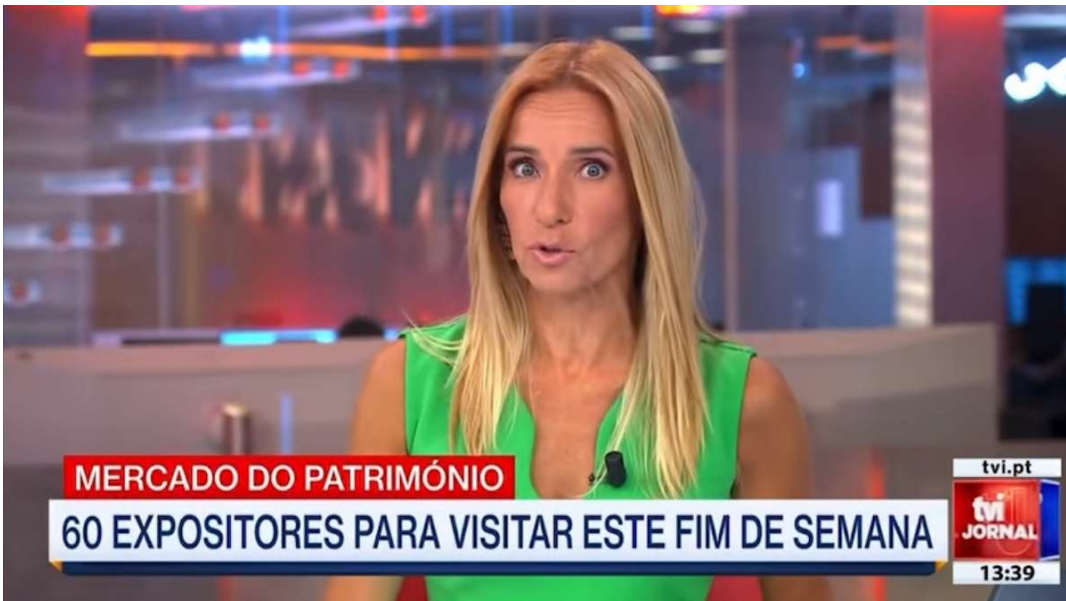 MERCADO DO PATRIMÓNIO
60 EXPOSITORES PARA VISITAR ESTE FIM DE SEMANA
tvi.pt
tvi
JORNAL
13:39